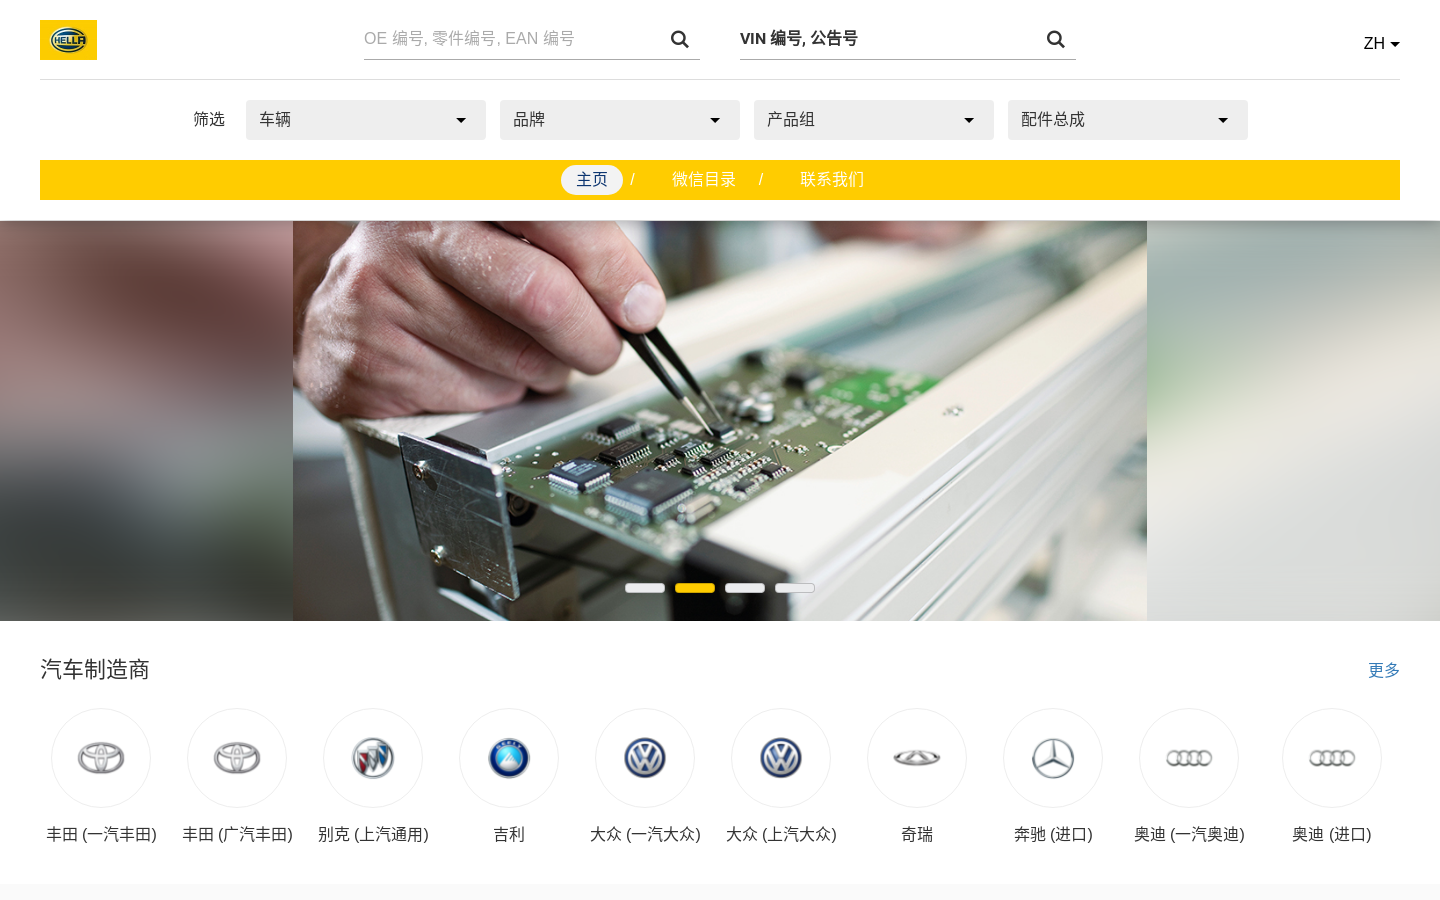 HELLA
OE 编号, 零件编号, EAN 编号
VIN 编号, 公告号
ZH
筛选
车辆
品牌
产品组
配件总成
主页 / 微信目录 / 联系我们
汽车制造商
更多
丰田 (一汽丰田)
丰田 (广汽丰田)
别克 (上汽通用)
吉利
大众 (一汽大众)
大众 (上汽大众)
奇瑞
奔驰 (进口)
奥迪 (一汽奥迪)
奥迪 (进口)